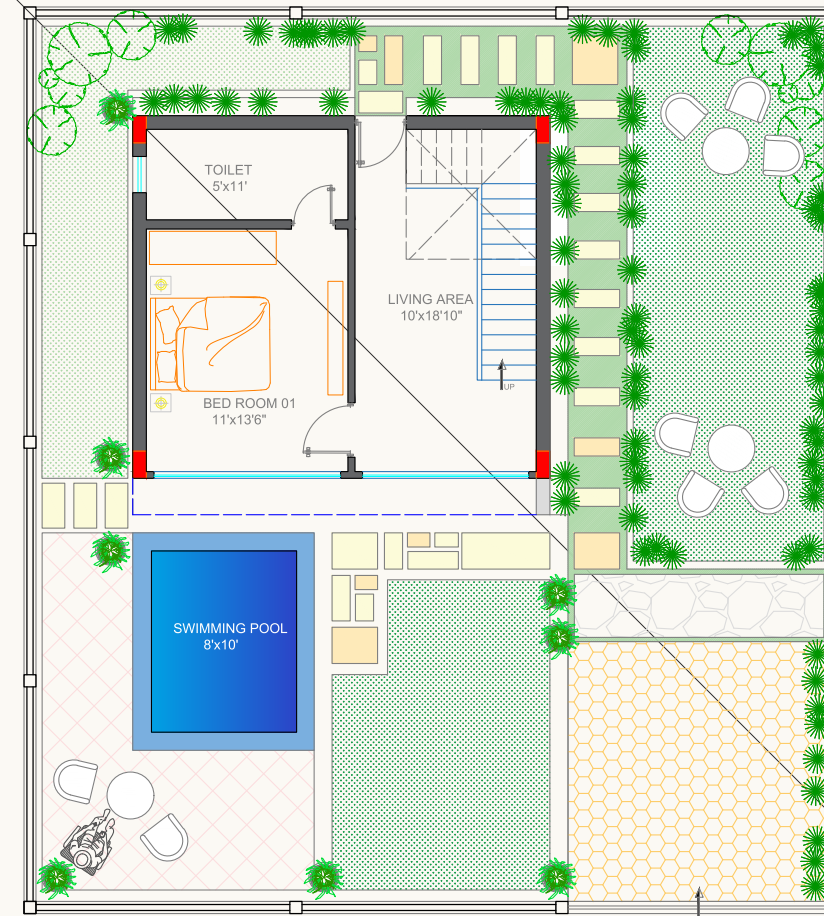 TOILET
5'x11'
LIVING AREA
10'x18'10"
UP
BED ROOM 01
11'x13'6"
SWIMMING POOL
8'x10'